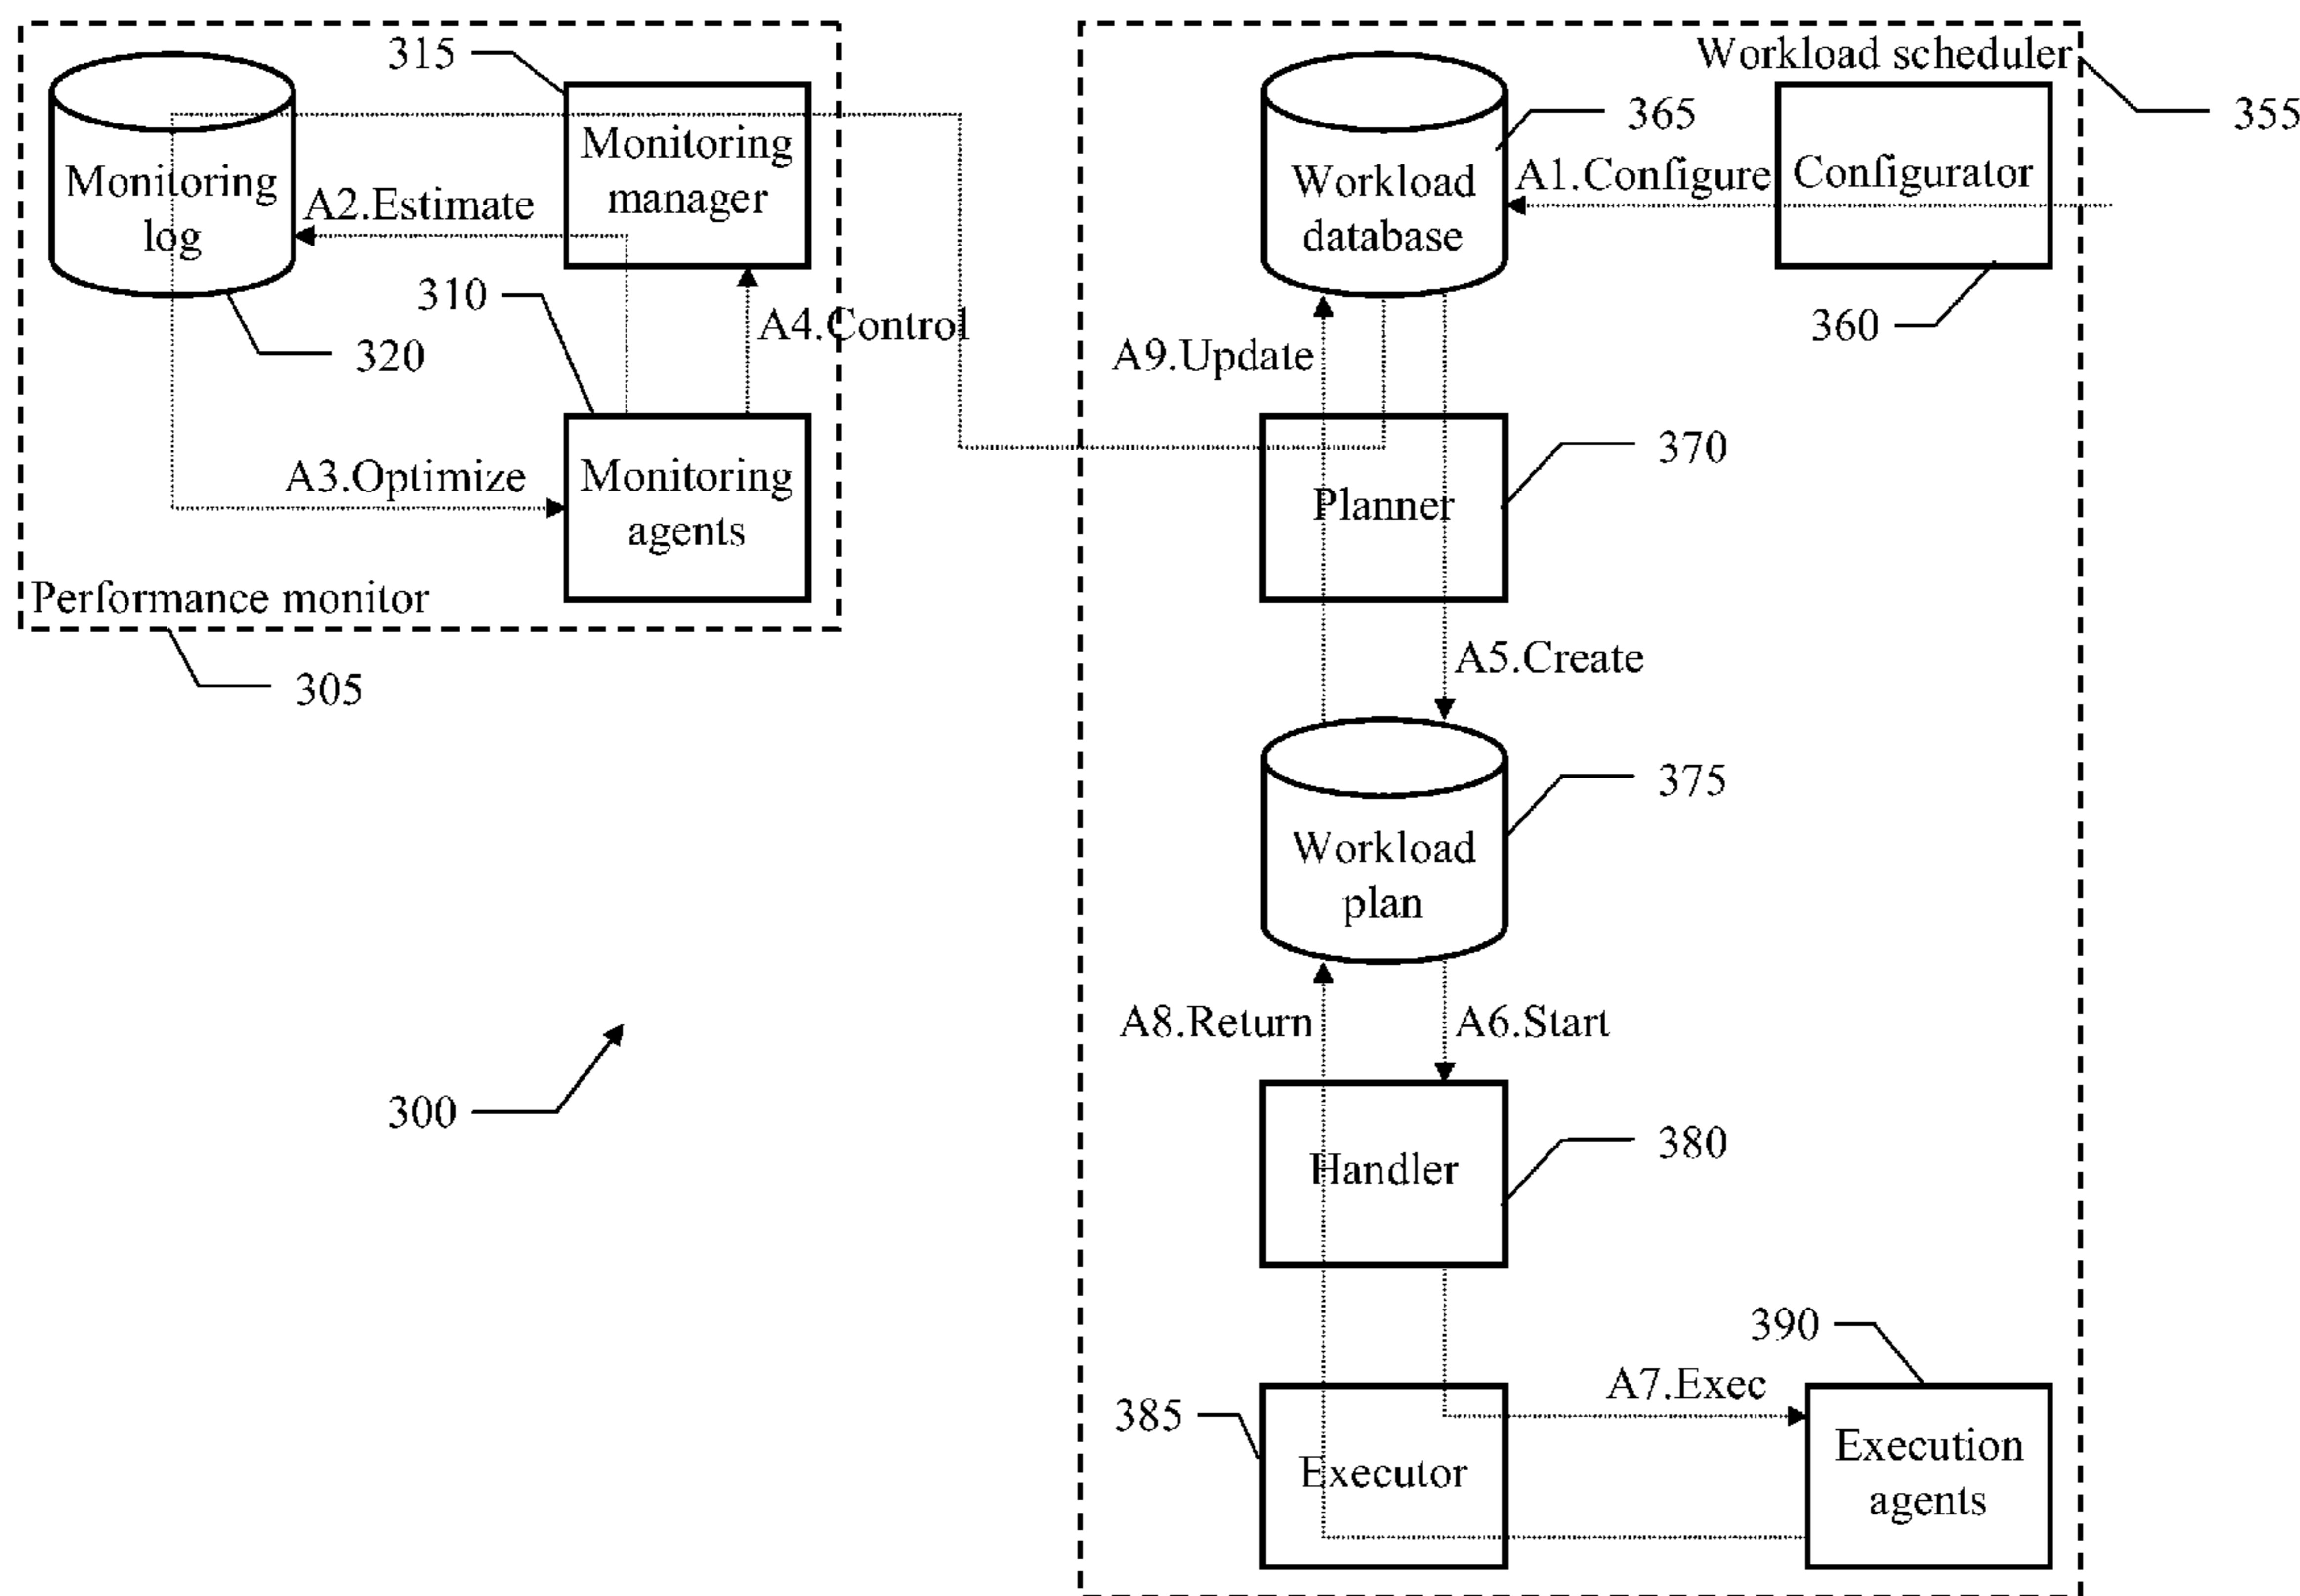 315
Monitoring
manager
Monitoring
log
A2.Estimate
310
320
A4.Control
A3.Optimize
Monitoring
agents
Performance monitor
305
300
Workload scheduler
355
365
Workload
database
A1.Configure
Configurator
360
A9.Update
370
Planner
A5.Create
375
Workload
plan
A8.Return
A6.Start
380
Handler
390
A7.Exec
385
Executor
Execution
agents